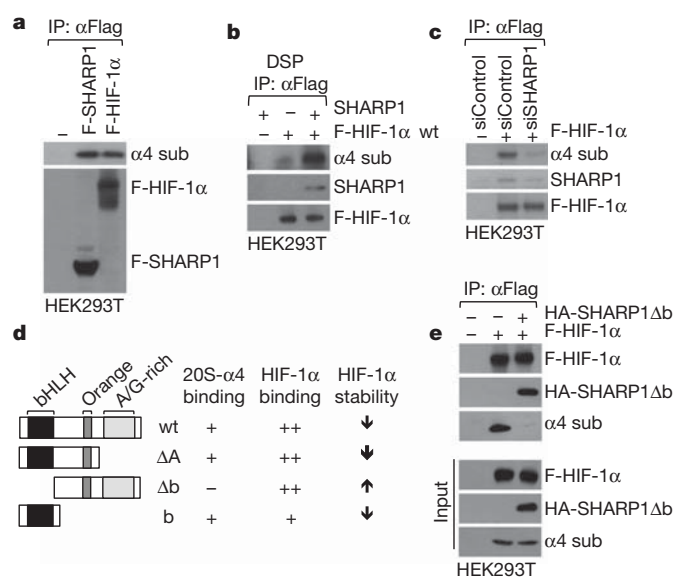 a
IP: αFlag
–
F-SHARP1
F-HIF-1α
α4 sub
F-HIF-1α
F-SHARP1
HEK293T
b
DSP
IP: αFlag
+ – + SHARP1
– + + F-HIF-1α wt
α4 sub
SHARP1
F-HIF-1α
HEK293T
c
IP: αFlag
– siControl
+ siControl
+ siSHARP1
F-HIF-1α
α4 sub
SHARP1
F-HIF-1α
HEK293T
d
bHLH
Orange
A/G-rich
20S-α4 binding
HIF-1α binding
HIF-1α stability
wt + ++ ↓
ΔA + ++ ↓
Δb – ++ ↑
b + + ↓
e
IP: αFlag
– – + HA-SHARP1Δb
– + + F-HIF-1α
F-HIF-1α
HA-SHARP1Δb
α4 sub
Input
F-HIF-1α
HA-SHARP1Δb
α4 sub
HEK293T